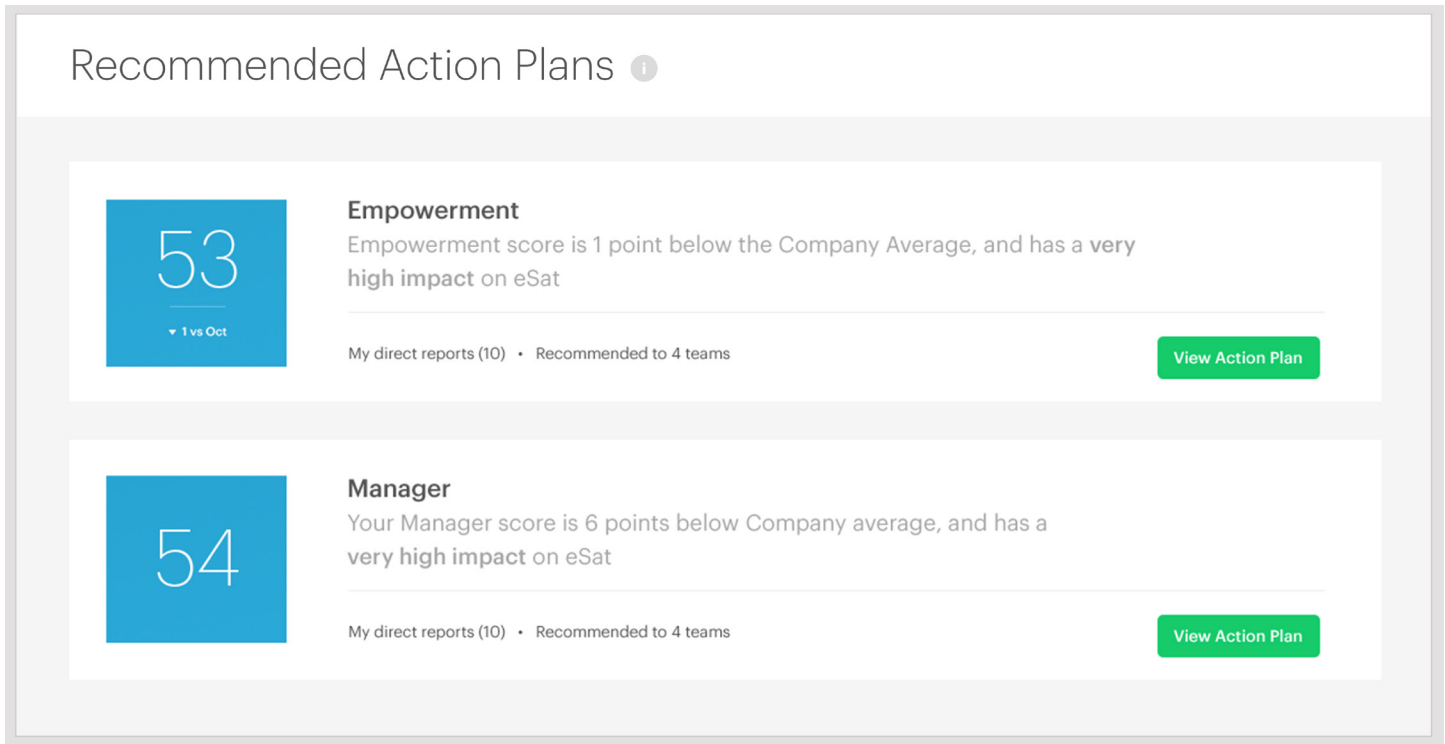 Recommended Action Plans i
53
▼ 1 vs Oct
Empowerment
Empowerment score is 1 point below the Company Average, and has a very
high impact on eSat
My direct reports (10) • Recommended to 4 teams
View Action Plan
54
Manager
Your Manager score is 6 points below Company average, and has a
very high impact on eSat
My direct reports (10) • Recommended to 4 teams
View Action Plan